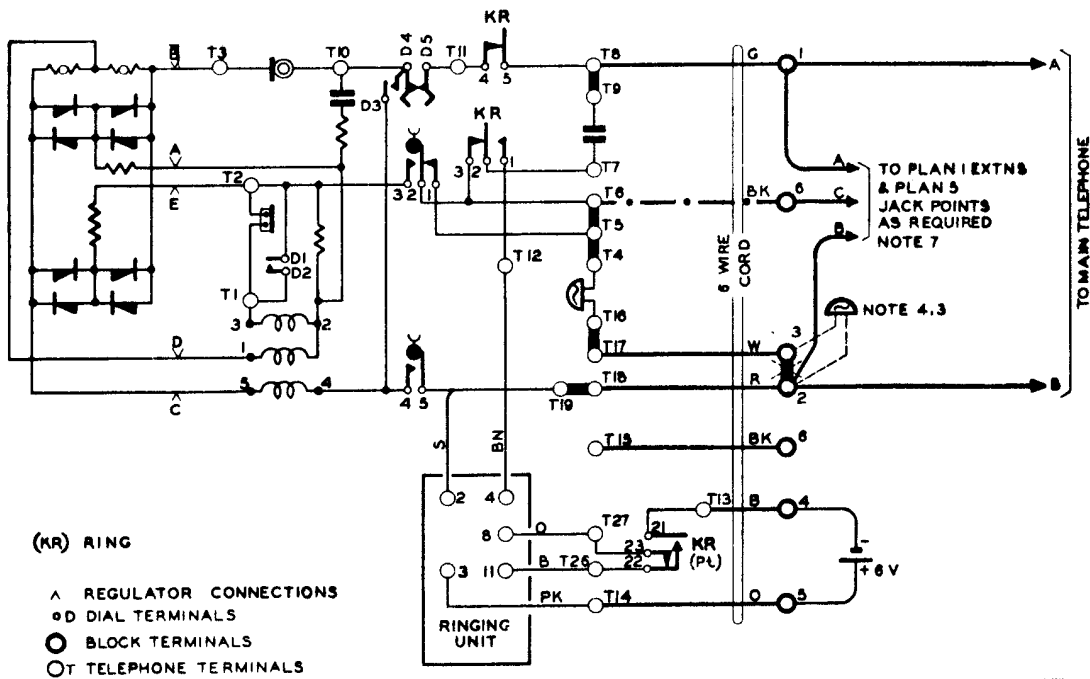 KR
B T3 T10 D4 D5 T11 4 5 T8 G 1 A
T9
D3
KR
A
3 2 1 T7
A TO PLAN 1 EXTNS
& PLAN 5
JACK POINTS
AS REQUIRED
NOTE 7
C
B
E T2 3 2 1 T6 BK 6
T5
6 WIRE
CORD
TO MAIN TELEPHONE
D1
D2
T12 T4
T1
3 2
T16
NOTE 4.3
D 1
T17 W 3
5 4
C
4 5 T19 T18 R 2 B
S BN
T15 BK 6
2 4
T13 B 4
8 O T27 21
23 KR
(Pt)
3 11 B T26 22
- 
+ 6 V
PK T14 O 5
RINGING
UNIT
(KR) RING
^ REGULATOR CONNECTIONS
o D DIAL TERMINALS
O BLOCK TERMINALS
O T TELEPHONE TERMINALS